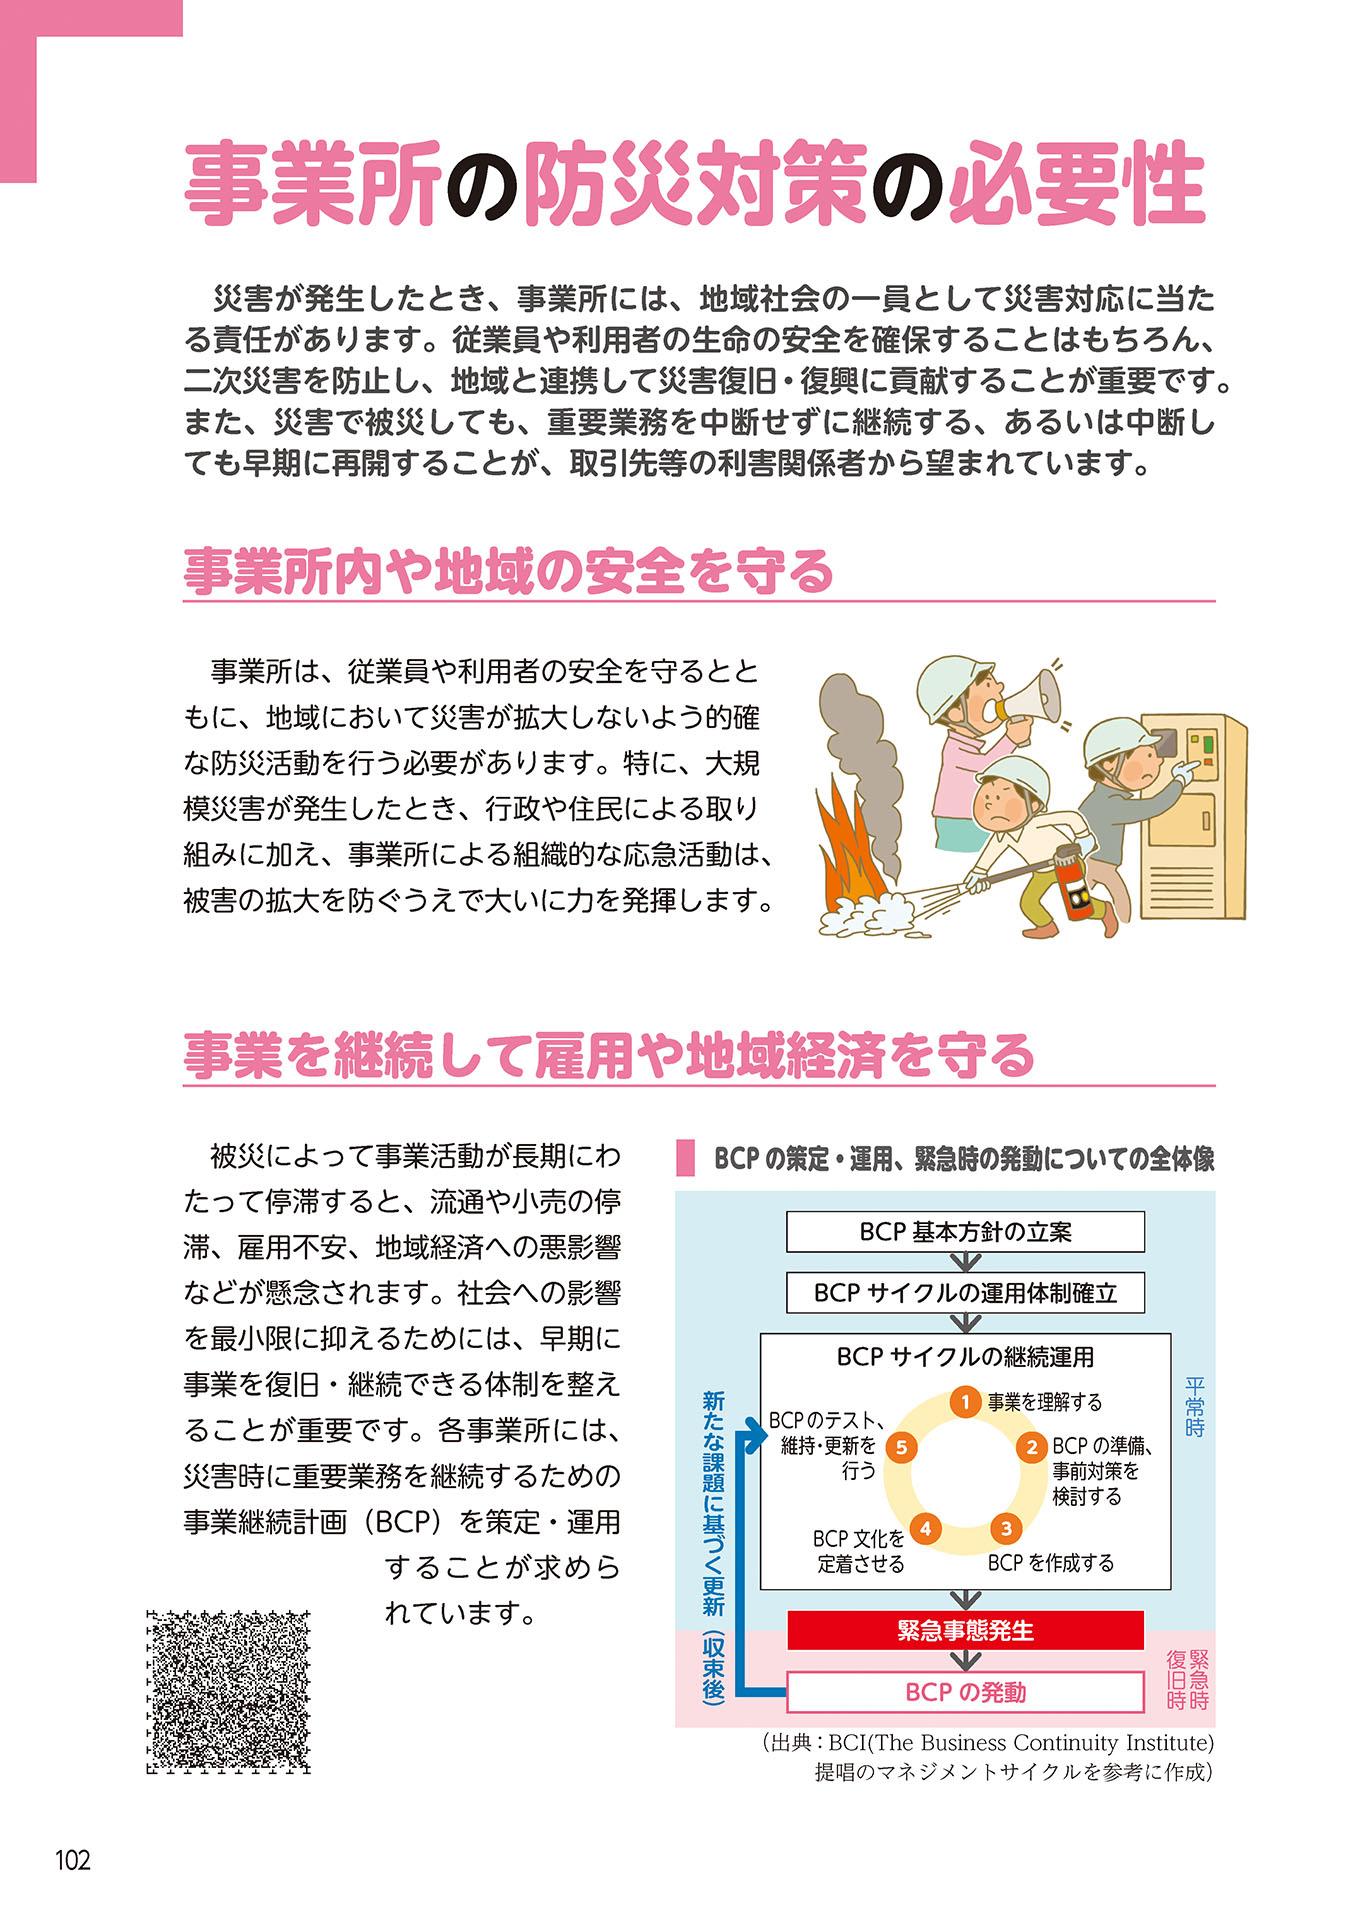 事業所の防災対策の必要性
災害が発生したとき、事業所には、地域社会の一員として災害対応に当た
る責任があります。従業員や利用者の生命の安全を確保することはもちろん、
二次災害を防止し、地域と連携して災害復旧・復興に貢献することが重要です。
また、災害で被災しても、重要業務を中断せずに継続する、あるいは中断し
ても早期に再開することが、取引先等の利害関係者から望まれています。
事業所内や地域の安全を守る
事業所は、従業員や利用者の安全を守るとと
もに、地域において災害が拡大しないよう的確
な防災活動を行う必要があります。特に、大規
模災害が発生したとき、行政や住民による取り
組みに加え、事業所による組織的な応急活動は、
被害の拡大を防ぐうえで大いに力を発揮します。
事業を継続して雇用や地域経済を守る
被災によって事業活動が長期にわ
たって停滞すると、流通や小売の停
滞、雇用不安、地域経済への悪影響
などが懸念されます。社会への影響
を最小限に抑えるためには、早期に
事業を復旧・継続できる体制を整え
ることが重要です。各事業所には、
災害時に重要業務を継続するための
事業継続計画（BCP）を策定・運用
することが求めら
れています。
BCPの策定・運用、緊急時の発動についての全体像
BCP 基本方針の立案
BCP サイクルの運用体制確立
BCP サイクルの継続運用
1 事業を理解する
2 BCP の準備、
事前対策を
検討する
3
BCP を作成する
4
BCP 文化を
定着させる
5
BCPのテスト、
維持・更新を
行う
平常時
新たな課題に基づく更新（収束後）
緊急事態発生
BCP の発動
緊急時
復旧時
（出典：BCI(The Business Continuity Institute)
提唱のマネジメントサイクルを参考に作成）
102